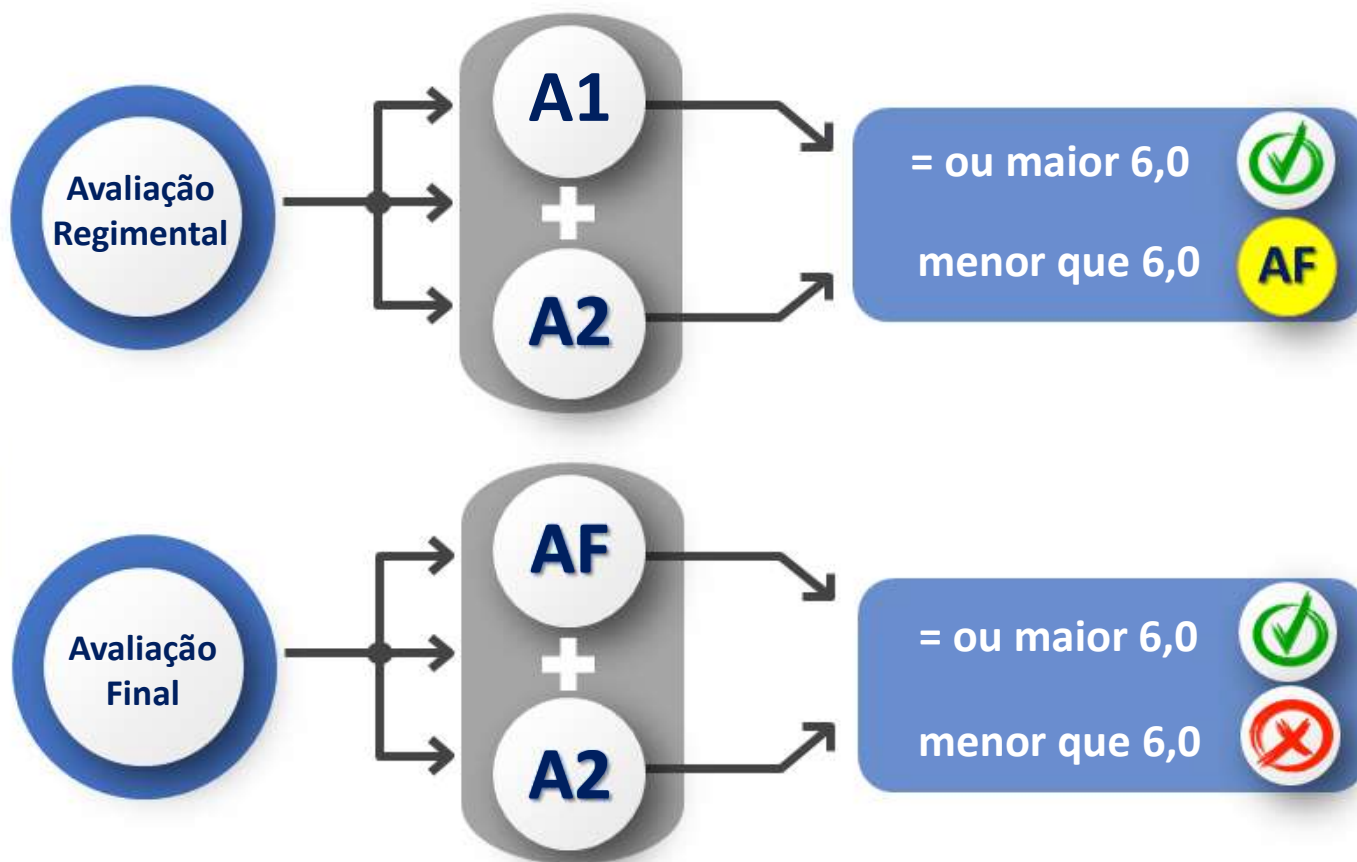 Avaliação
Regimental
A1
+
A2
= ou maior 6,0
menor que 6,0
AF
Avaliação
Final
AF
+
A2
= ou maior 6,0
menor que 6,0